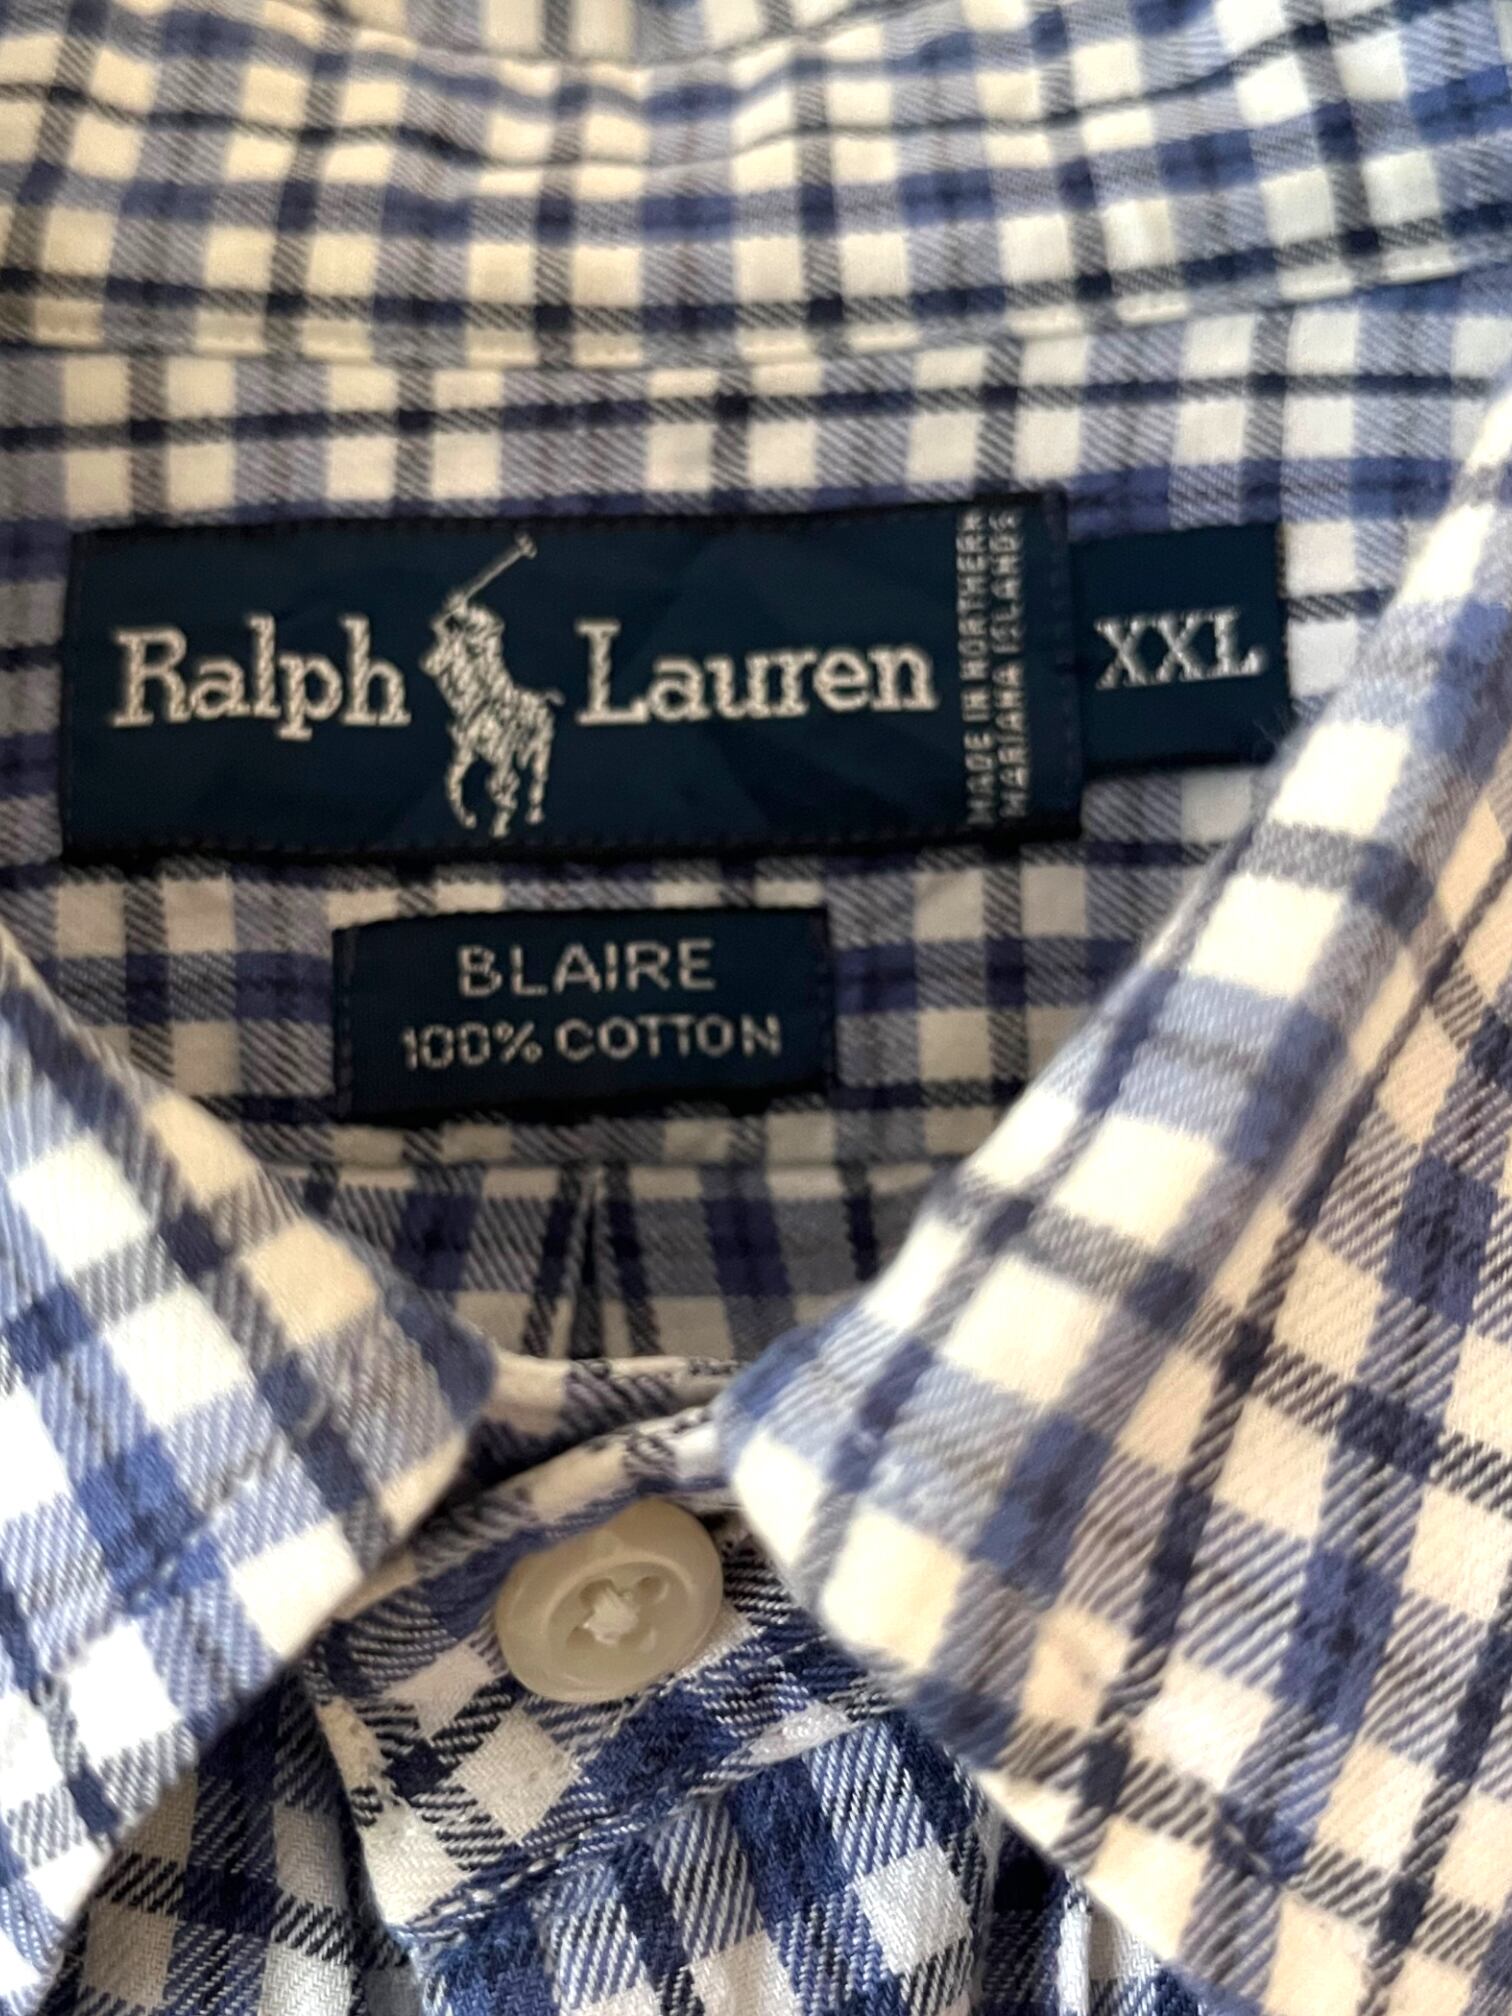 Ralph Lauren
MADE IN NORTHERN
MARIANA ISLANDS
XXL
BLAIRE
100% COTTON